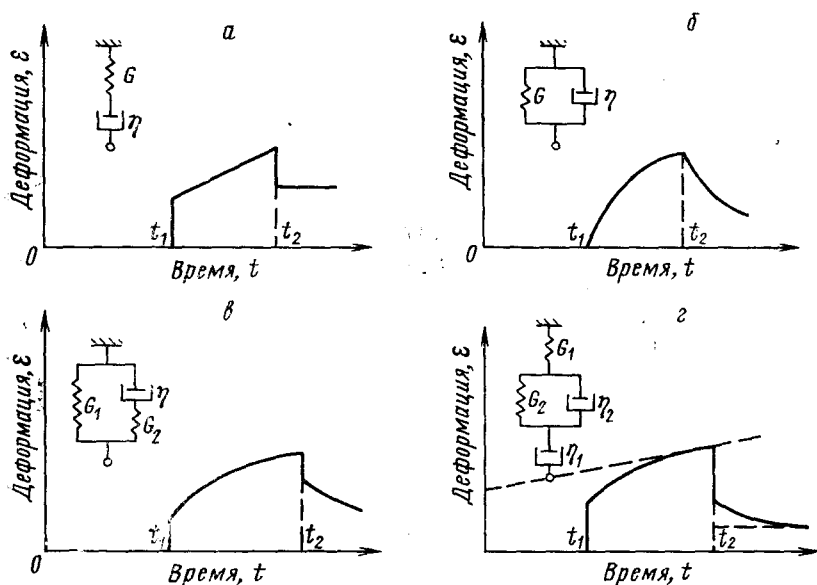 а
Деформация, ε
G
η
0
t₁
t₂
Время, t
б
Деформация, ε
G
η
0
t₁
t₂
Время, t
в
Деформация, ε
G₁
η
G₂
0
t₁
t₂
Время, t
г
Деформация, ε
G₁
G₂
η₂
η₁
t₁
t₂
Время, t